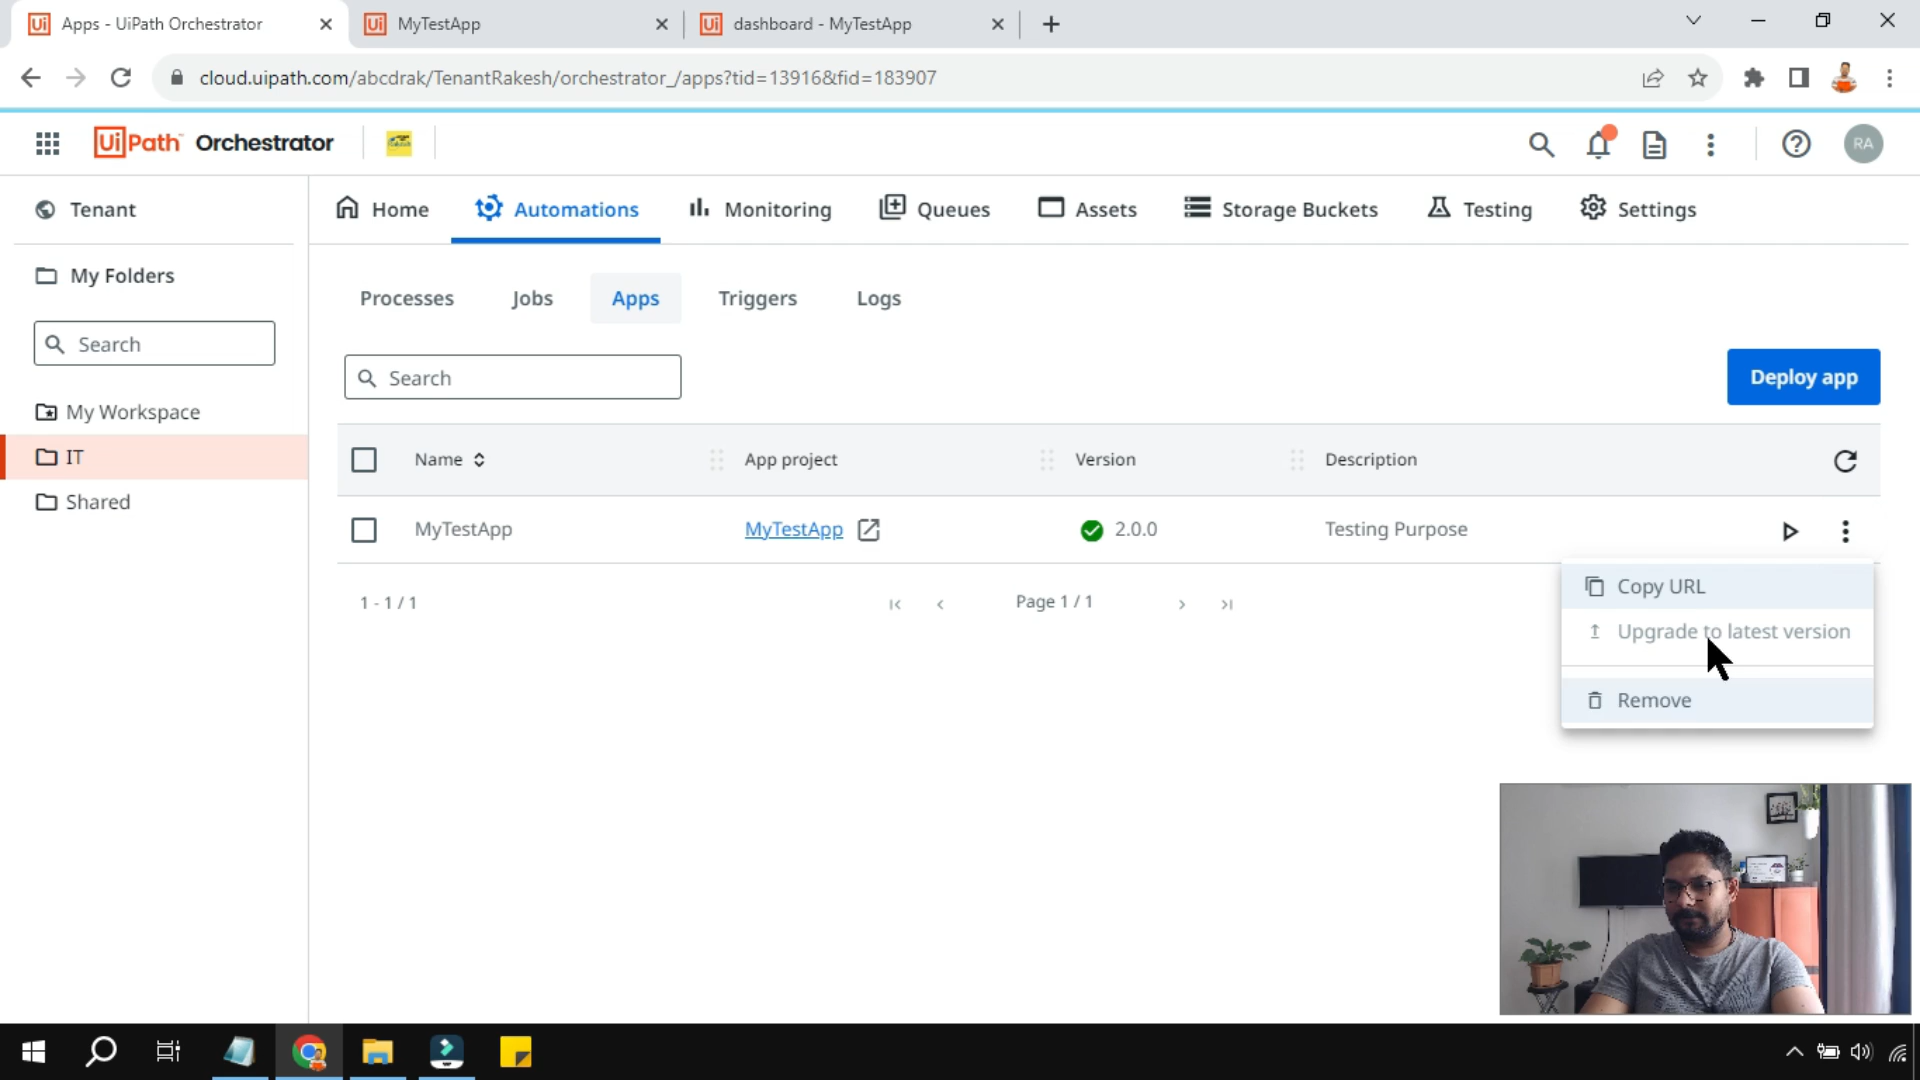 Apps - UiPath Orchestrator
MyTestApp
dashboard - MyTestApp
cloud.uipath.com/abcdrak/TenantRakesh/orchestrator_/apps?tid=13916&fid=183907
UiPath Orchestrator
RA
Tenant
Home
Automations
Monitoring
Queues
Assets
Storage Buckets
Testing
Settings
My Folders
Search
My Workspace
IT
Shared
Processes
Jobs
Apps
Triggers
Logs
Search
Deploy app
Name
App project
Version
Description
MyTestApp
MyTestApp
2.0.0
Testing Purpose
1 - 1 / 1
Page 1 / 1
Copy URL
Upgrade to latest version
Remove